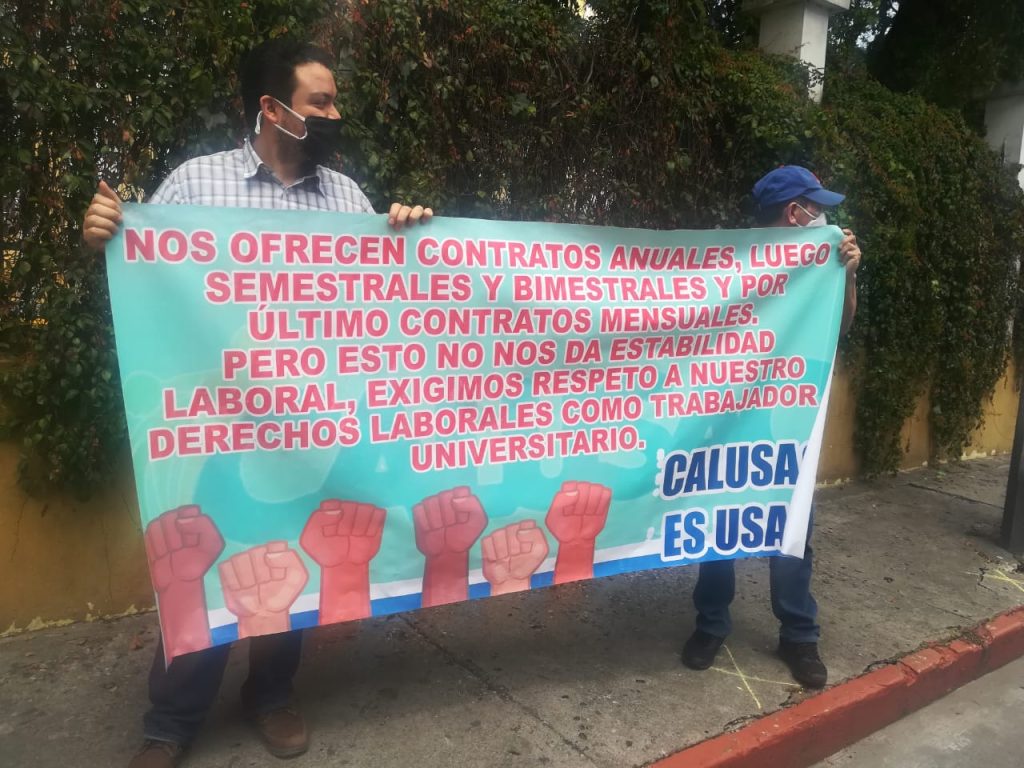 NOS OFRECEN CONTRATOS ANUALES, LUEGO
SEMESTRALES Y BIMESTRALES Y POR
ÚLTIMO CONTRATOS MENSUALES.
PERO ESTO NO NOS DA ESTABILIDAD
LABORAL, EXIGIMOS RESPETO A NUESTRO
DERECHOS LABORALES COMO TRABAJADOR
UNIVERSITARIO.
CALUSAC
ES USAC